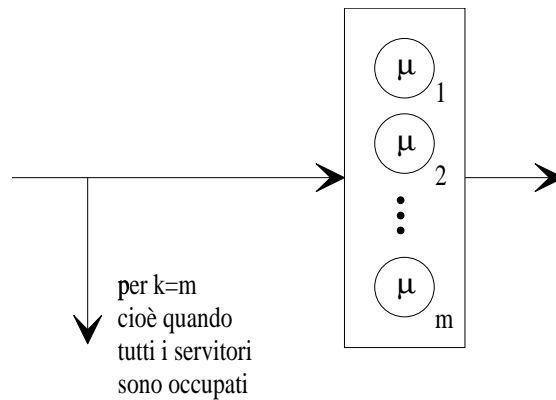 μ
1
μ
2
μ
m
per k=m
cioè quando
tutti i servitori
sono occupati